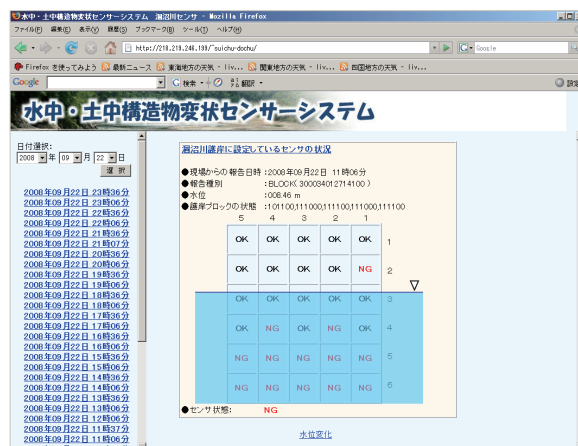 水中・土中構造物変状センサーシステム 涸沼川センサ - Mozilla Firefox
ファイル(F) 編集(E) 表示(V) 履歴(S) ブックマーク(B) ツール(T) ヘルプ(H)
http://218.219.246.198/~suichu-dochu/
Google
Firefox を使ってみよう 最新ニュース 東海地方の天気 - liv... 関東地方の天気 - liv... 四国地方の天気 - liv...
Google 検索 翻訳 設定
水中・土中構造物変状センサーシステム
日付選択:
2008 年 09 月 22 日
選 択
2008年09月22日 23時36分
2008年09月22日 23時06分
2008年09月22日 22時36分
2008年09月22日 22時06分
2008年09月22日 21時36分
2008年09月22日 21時07分
2008年09月22日 20時36分
2008年09月22日 20時06分
2008年09月22日 19時36分
2008年09月22日 19時06分
2008年09月22日 18時36分
2008年09月22日 18時06分
2008年09月22日 17時36分
2008年09月22日 17時06分
2008年09月22日 16時36分
2008年09月22日 16時06分
2008年09月22日 15時36分
2008年09月22日 15時06分
2008年09月22日 14時36分
2008年09月22日 14時06分
2008年09月22日 13時36分
2008年09月22日 13時06分
2008年09月22日 12時06分
2008年09月22日 11時37分
2008年09月22日 11時06分
涸沼川護岸に設定しているセンサの状況
●現場からの報告日時 :2008年09月22日 11時06分
●報告種別 :BLOCK( 300034012714100 )
●水位 :008.46 m
●護岸ブロックの状態 :101100,111000,111100,111000,111100
5 4 3 2 1
OK OK OK OK 1
OK OK OK NG 2
OK OK OK OK 3
OK NG OK NG OK 4
NG NG NG NG 5
NG NG NG NG 6
●センサ状態: NG
水位変化